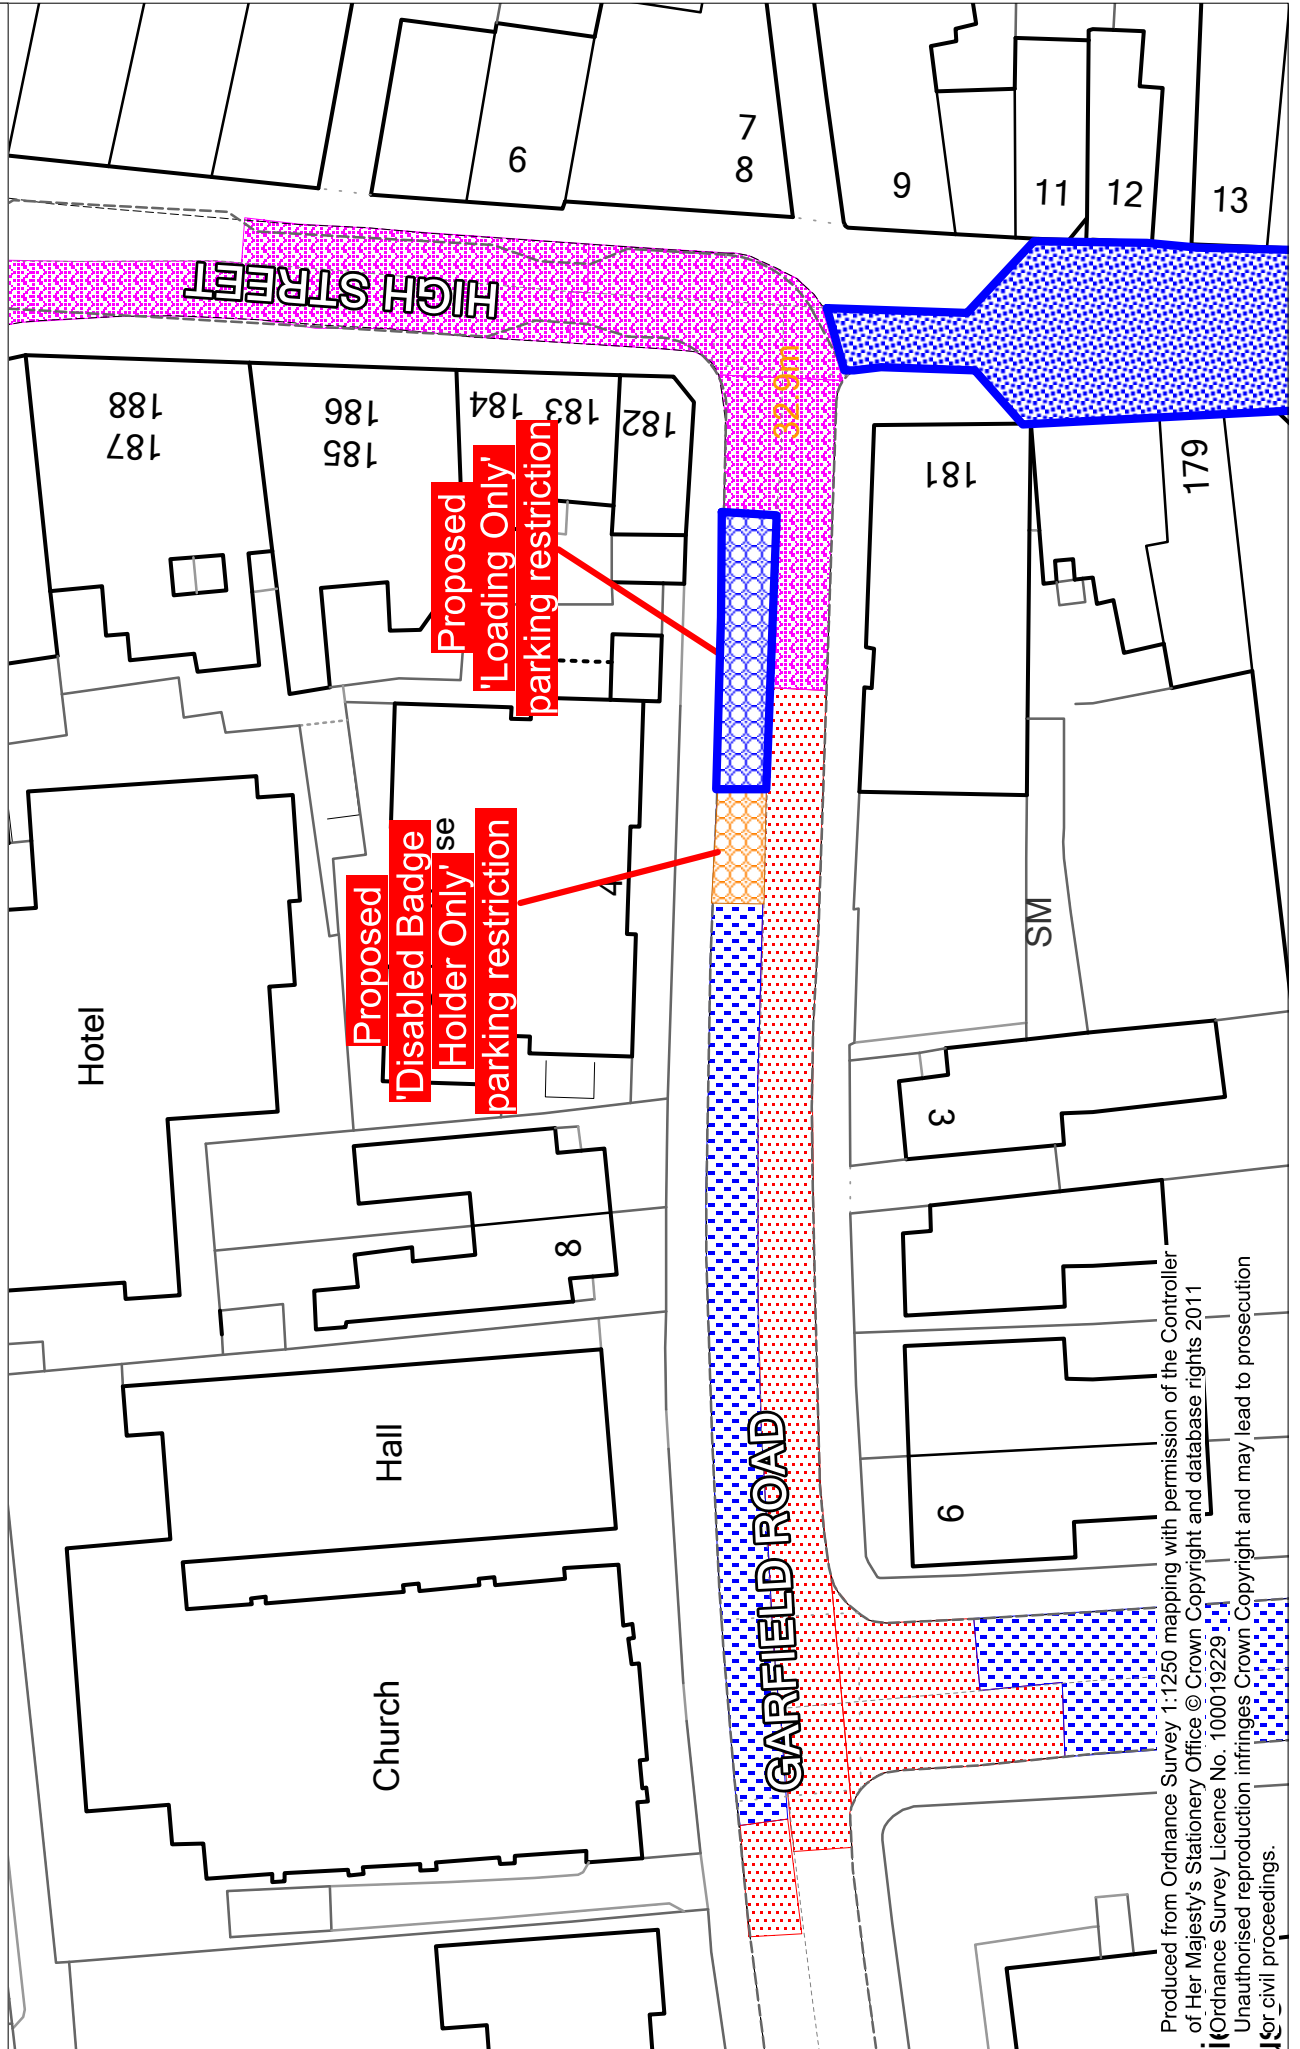 HIGH STREET
6
7
8
9
11
12
13
188
187
186
185
184
183
182
181
179
32.9m
Proposed
'Loading Only'
parking restriction
Proposed
'Disabled Badge
Holder Only'
parking restriction
se
4
SM
Hotel
3
8
Hall
Church
6
GARFIELD ROAD
Produced from Ordnance Survey 1:1250 mapping with permission of the Controller
of Her Majesty's Stationery Office © Crown Copyright and database rights 2011
Ordnance Survey Licence No. 100019229
Unauthorised reproduction infringes Crown Copyright and may lead to prosecution
or civil proceedings.